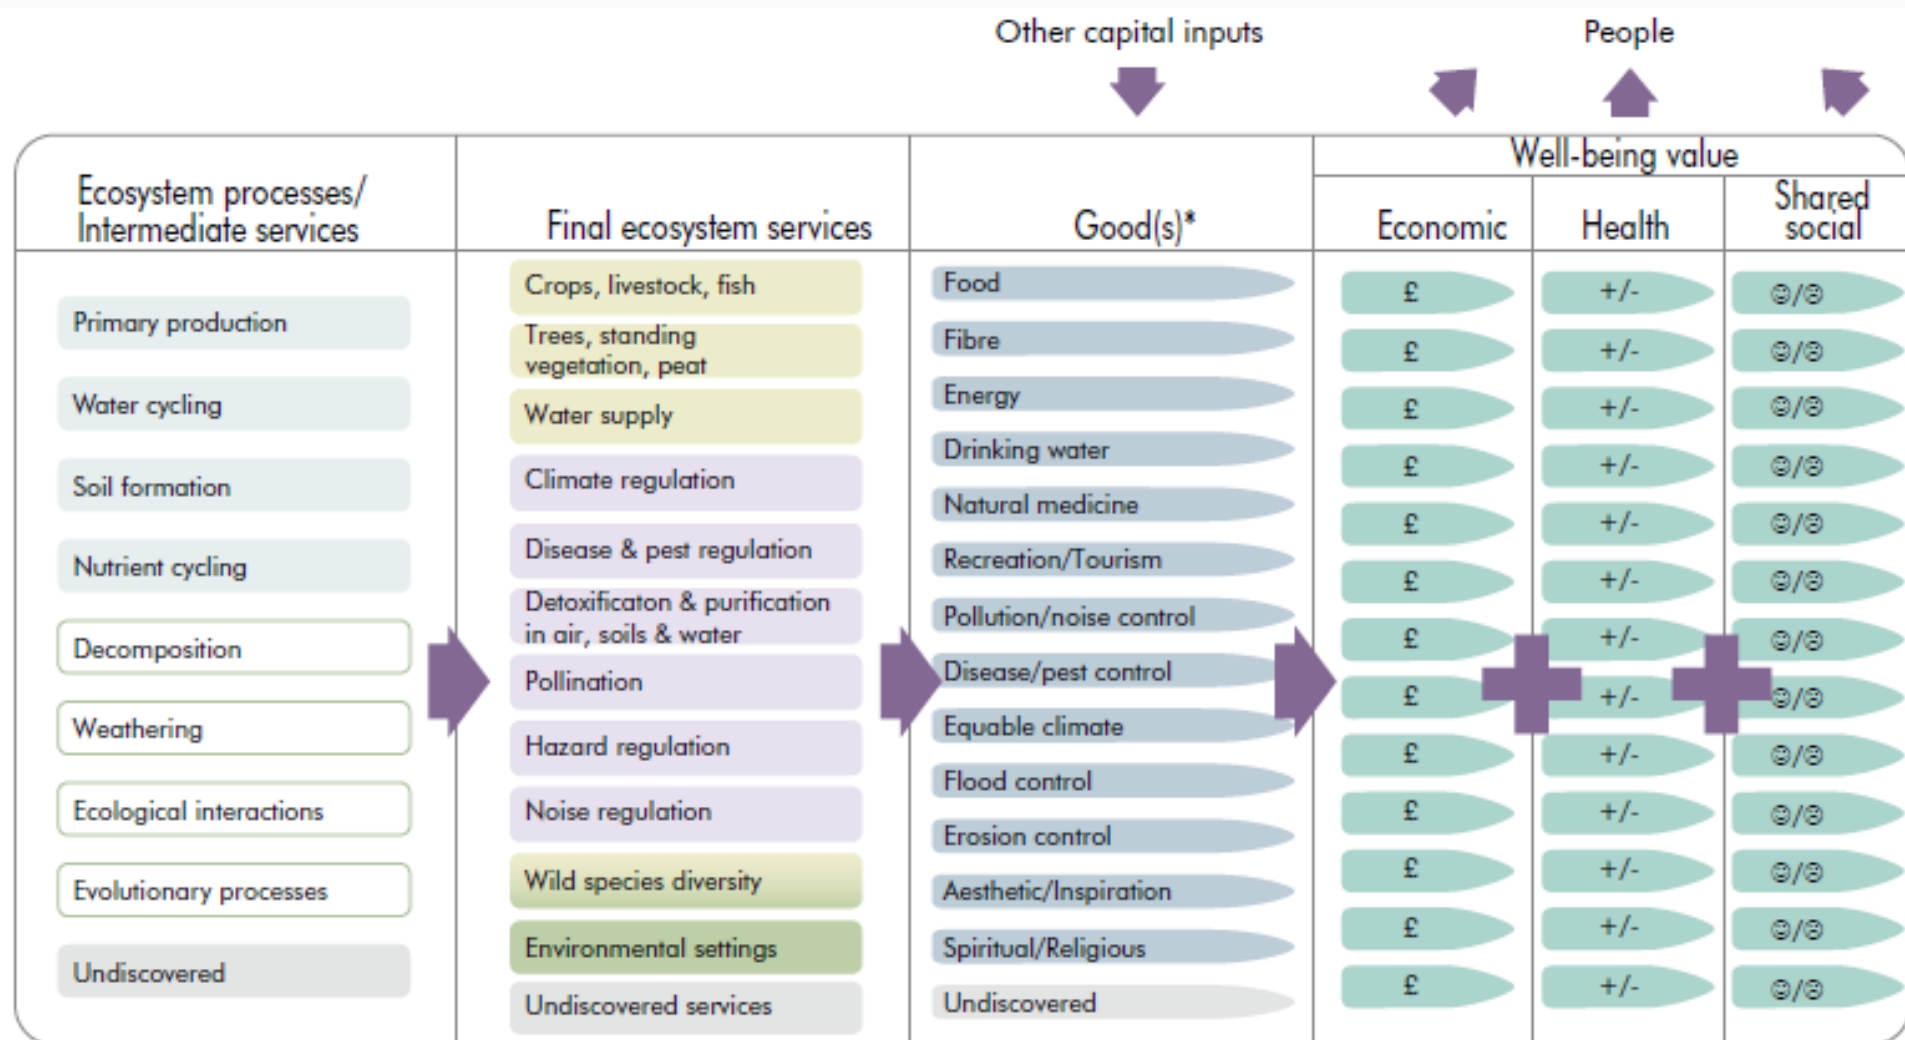 Other capital inputs
People
Well-being value
Ecosystem processes/
Intermediate services
Final ecosystem services
Good(s)*
Economic
Health
Shared
social
Primary production
Water cycling
Soil formation
Nutrient cycling
Decomposition
Weathering
Ecological interactions
Evolutionary processes
Undiscovered
Crops, livestock, fish
Trees, standing
vegetation, peat
Water supply
Climate regulation
Disease & pest regulation
Detoxificaton & purification
in air, soils & water
Pollination
Hazard regulation
Noise regulation
Wild species diversity
Environmental settings
Undiscovered services
Food
Fibre
Energy
Drinking water
Natural medicine
Recreation/Tourism
Pollution/noise control
Disease/pest control
Equable climate
Flood control
Erosion control
Aesthetic/Inspiration
Spiritual/Religious
Undiscovered
£ +/- ☺/☹
£ +/- ☺/☹
£ +/- ☺/☹
£ +/- ☺/☹
£ +/- ☺/☹
£ +/- ☺/☹
£ +/- ☺/☹
£ +/- ☺/☹
£ +/- ☺/☹
£ +/- ☺/☹
£ +/- ☺/☹
£ +/- ☺/☹
£ +/- ☺/☹